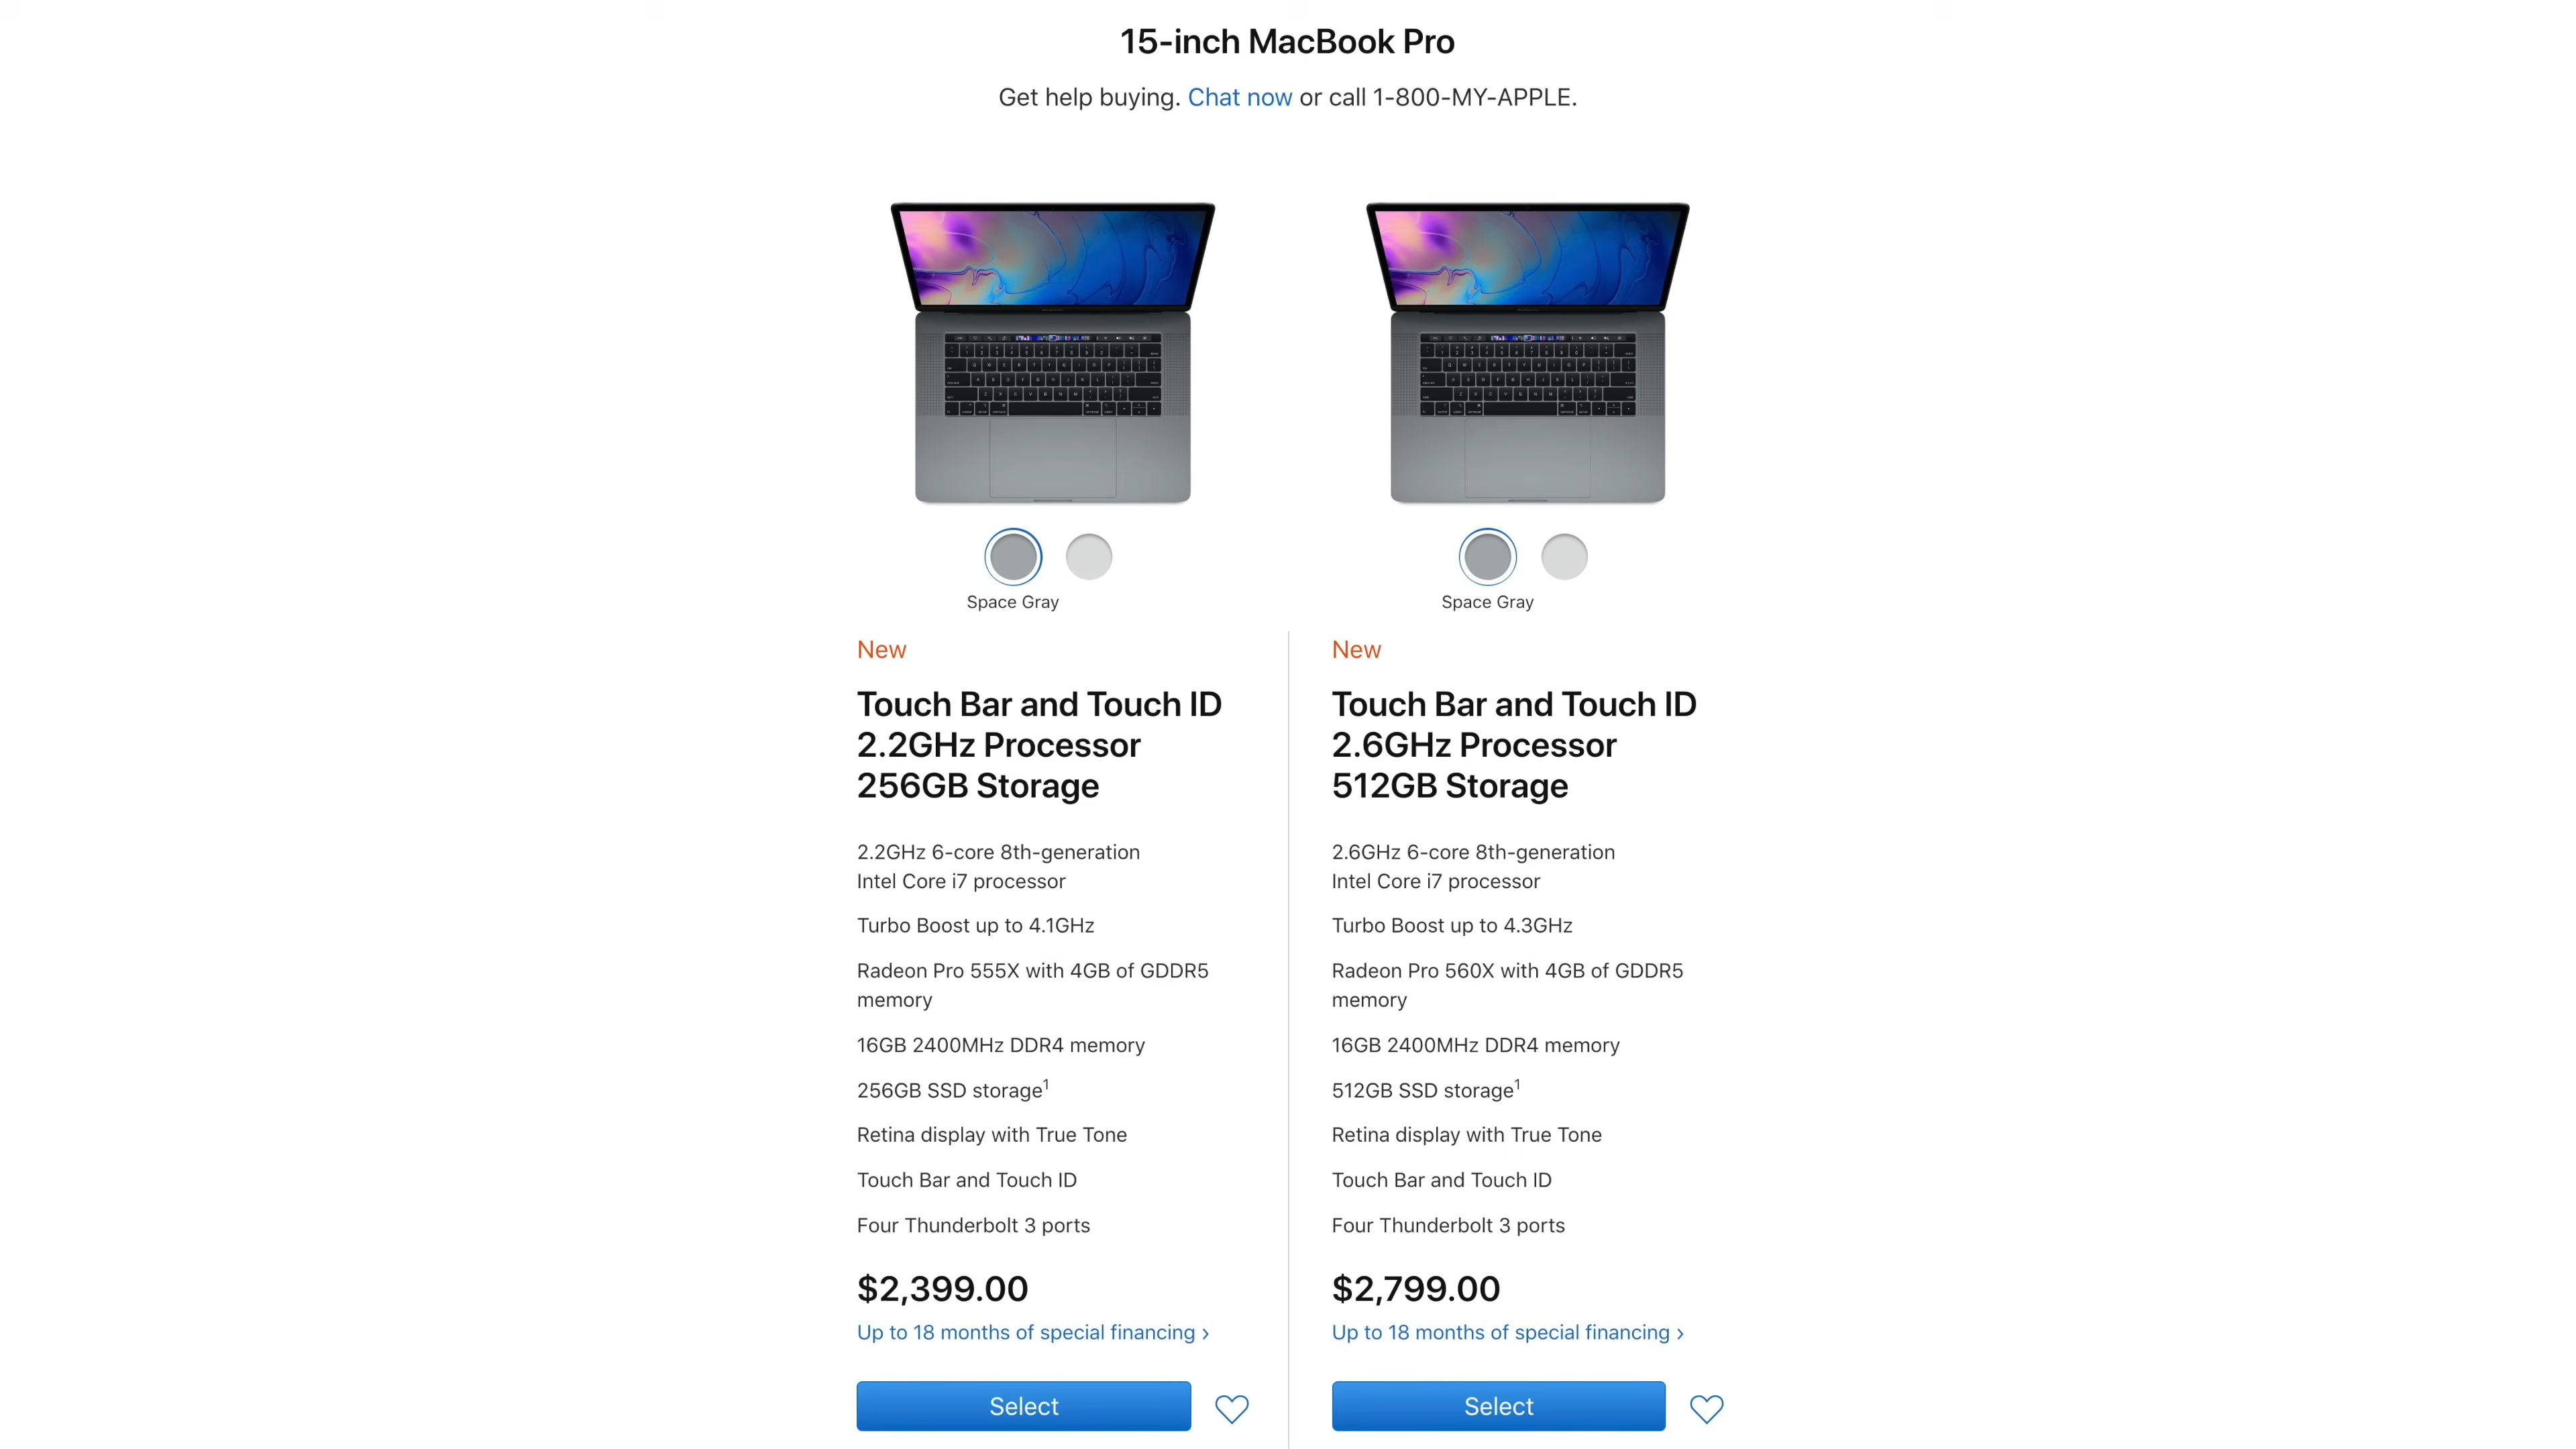 15-inch MacBook Pro
Get help buying. Chat now or call 1-800-MY-APPLE.
Space Gray
New
Touch Bar and Touch ID
2.2GHz Processor
256GB Storage
2.2GHz 6-core 8th-generation
Intel Core i7 processor
Turbo Boost up to 4.1GHz
Radeon Pro 555X with 4GB of GDDR5
memory
16GB 2400MHz DDR4 memory
256GB SSD storage¹
Retina display with True Tone
Touch Bar and Touch ID
Four Thunderbolt 3 ports
$2,399.00
Up to 18 months of special financing ›
Select
Space Gray
New
Touch Bar and Touch ID
2.6GHz Processor
512GB Storage
2.6GHz 6-core 8th-generation
Intel Core i7 processor
Turbo Boost up to 4.3GHz
Radeon Pro 560X with 4GB of GDDR5
memory
16GB 2400MHz DDR4 memory
512GB SSD storage¹
Retina display with True Tone
Touch Bar and Touch ID
Four Thunderbolt 3 ports
$2,799.00
Up to 18 months of special financing ›
Select